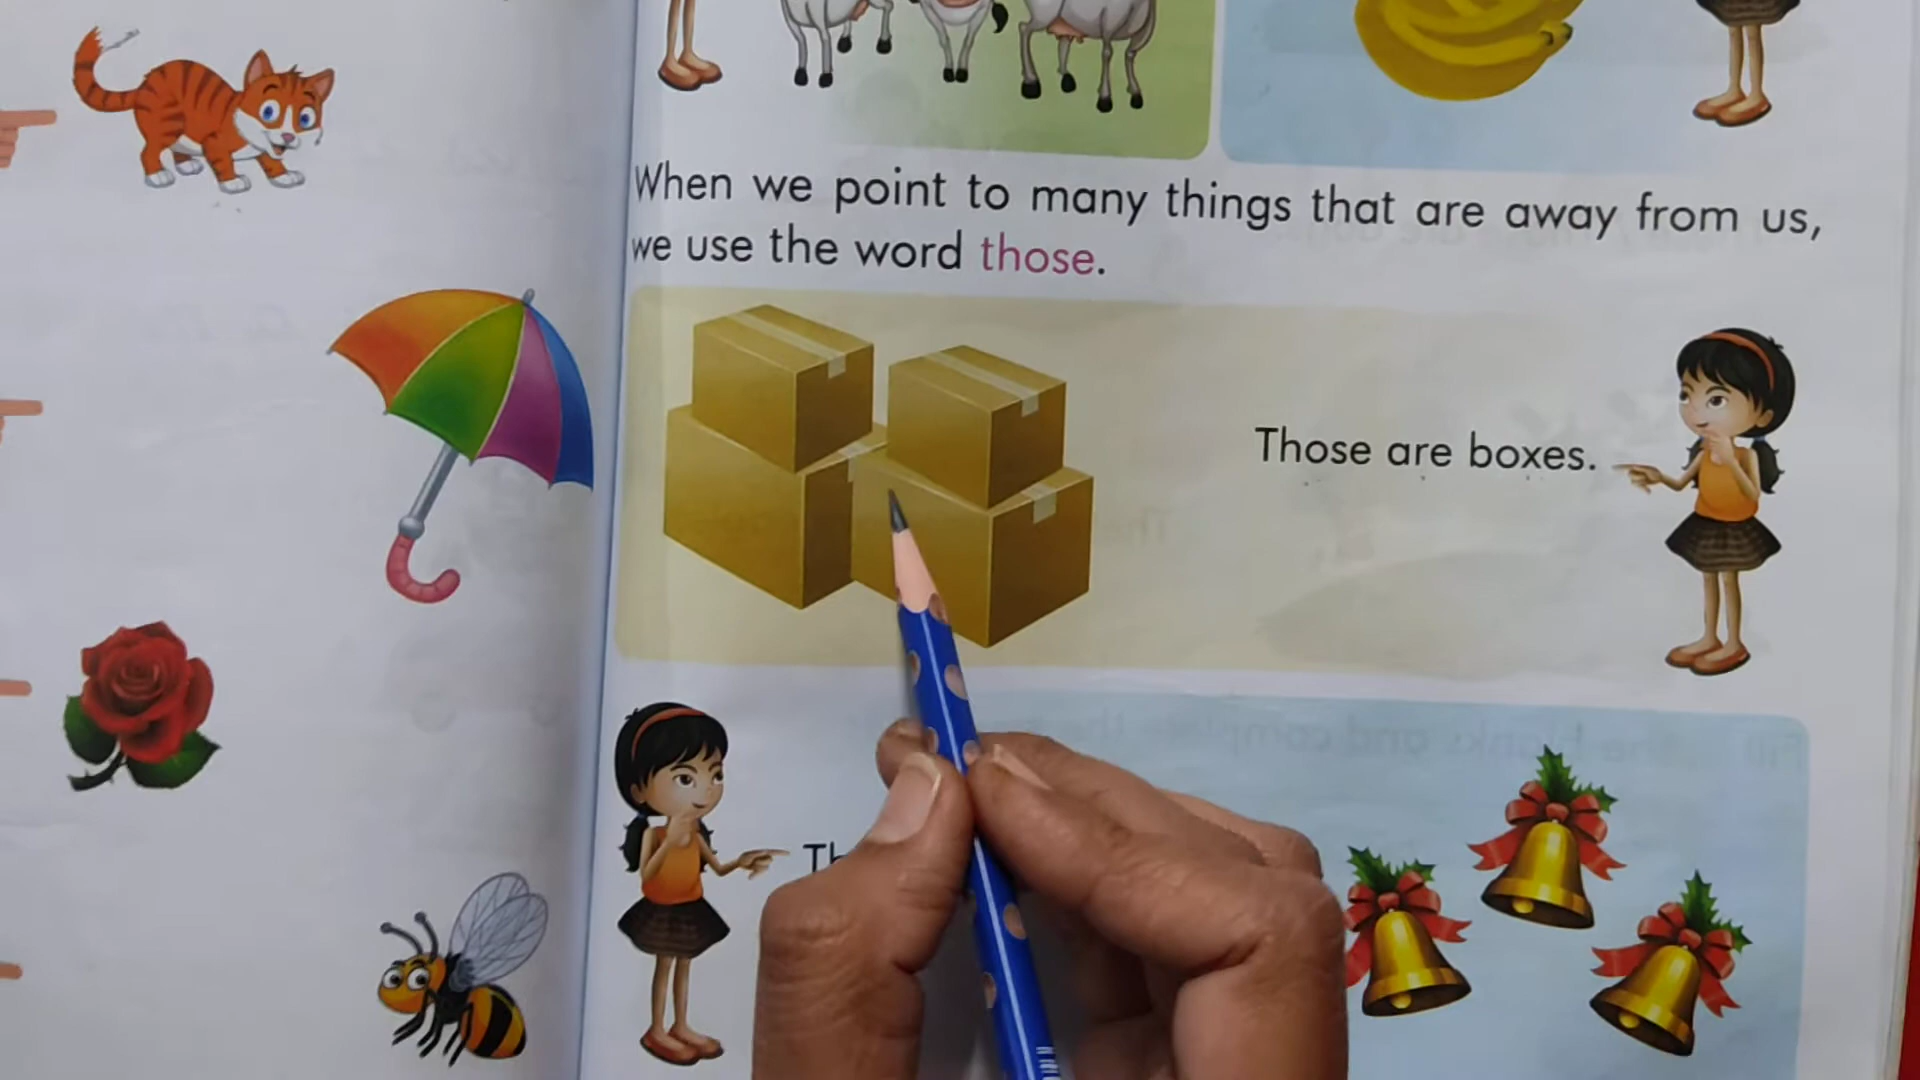 When we point to many things that are away from us,
we use the word those.
Those are boxes.